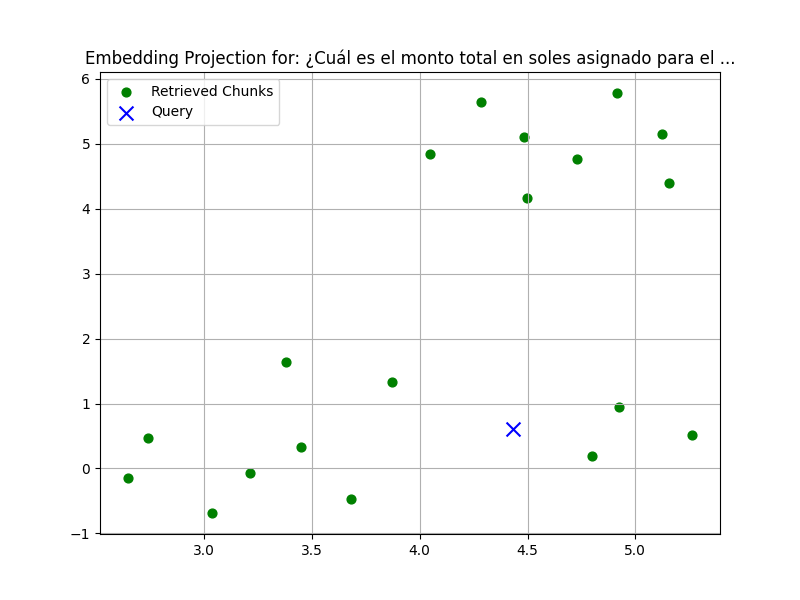 Embedding Projection for: ¿Cuál es el monto total en soles asignado para el ...
Retrieved Chunks
Query
6
5
4
3
2
1
0
−1
3.0 3.5 4.0 4.5 5.0